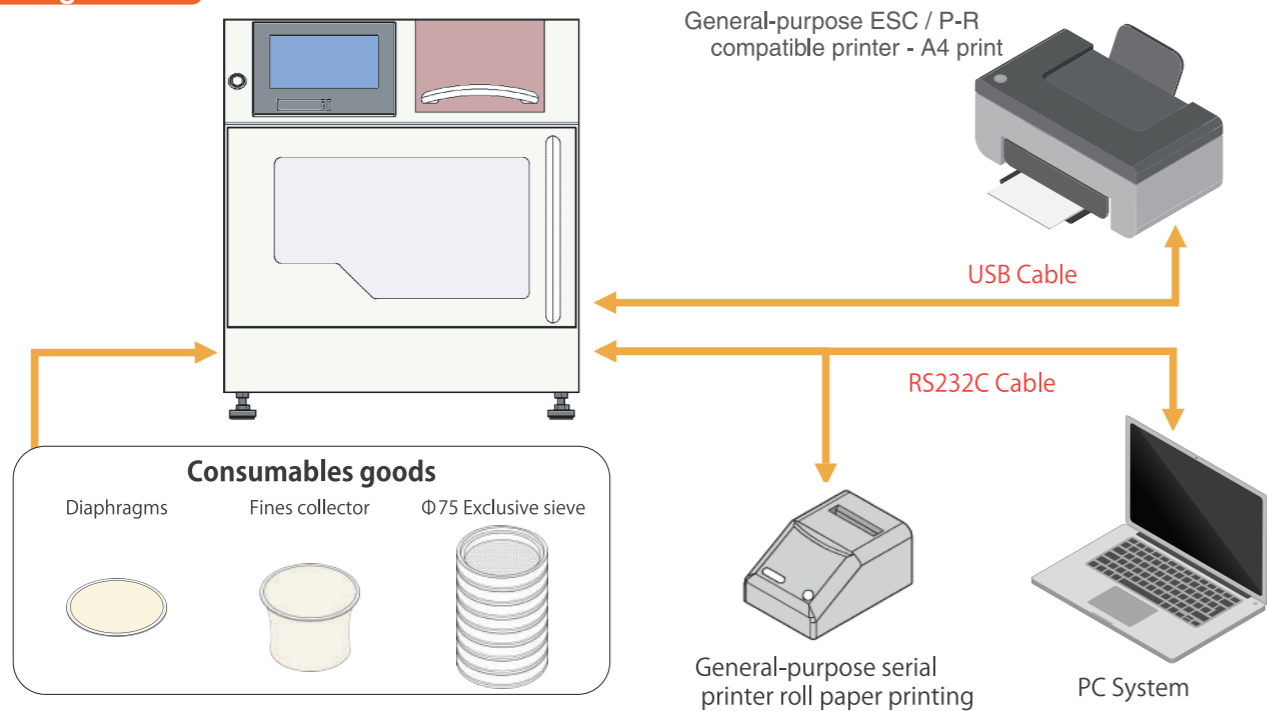 General-purpose ESC / P-R
compatible printer - A4 print
USB Cable
RS232C Cable
Consumables goods
Diaphragms
Fines collector
Φ75 Exclusive sieve
General-purpose serial
printer roll paper printing
PC System